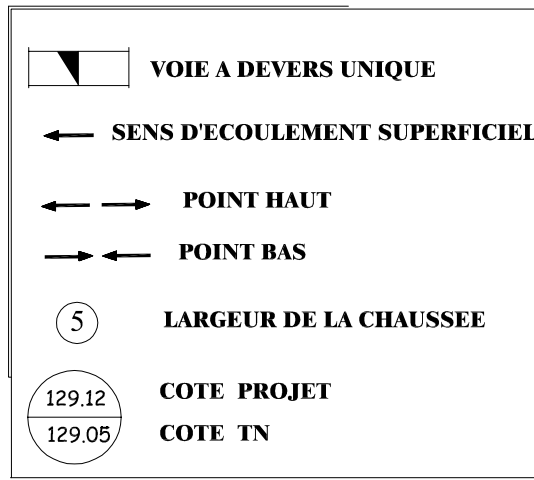 VOIE A DEVERS UNIQUE
SENS D'ECOULEMENT SUPERFICIEL
POINT HAUT
POINT BAS
5 LARGEUR DE LA CHAUSSEE
129.12 COTE PROJET
129.05 COTE TN